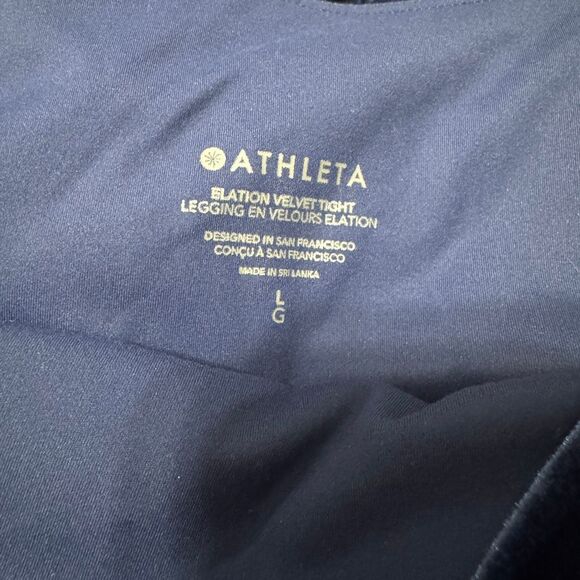 ATHLETA
ELATION VELVET TIGHT
LEGGING EN VELOURS ELATION
DESIGNED IN SAN FRANCISCO
CONÇU À SAN FRANCISCO
MADE IN SRI LANKA
L
G